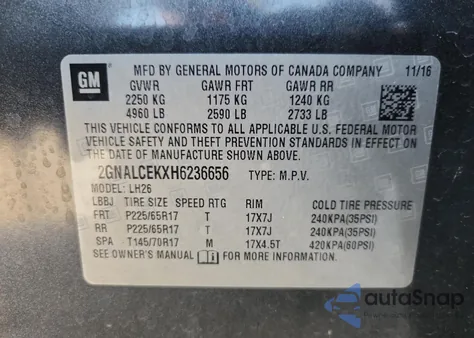 GM
MFD BY GENERAL MOTORS OF CANADA COMPANY 11/16
GVWR GAWR FRT GAWR RR
2250 KG 1175 KG 1240 KG
4960 LB 2590 LB 2733 LB
THIS VEHICLE CONFORMS TO ALL APPLICABLE U.S. FEDERAL MOTOR
VEHICLE SAFETY AND THEFT PREVENTION STANDARDS IN EFFECT
ON THE DATE OF MANUFACTURE SHOWN ABOVE.
2GNALCEKXH6236656 TYPE: M.P.V.
MODEL: LH26
LBBJ TIRE SIZE SPEED RTG RIM COLD TIRE PRESSURE
FRT P225/65R17 T 17X7J 240KPA(35PSI)
RR P225/65R17 T 17X7J 240KPA(35PSI)
SPA T145/70R17 M 17X4.5T 420KPA(60PSI)
SEE OWNER'S MANUAL FOR MORE INFORMATION
autoSnap